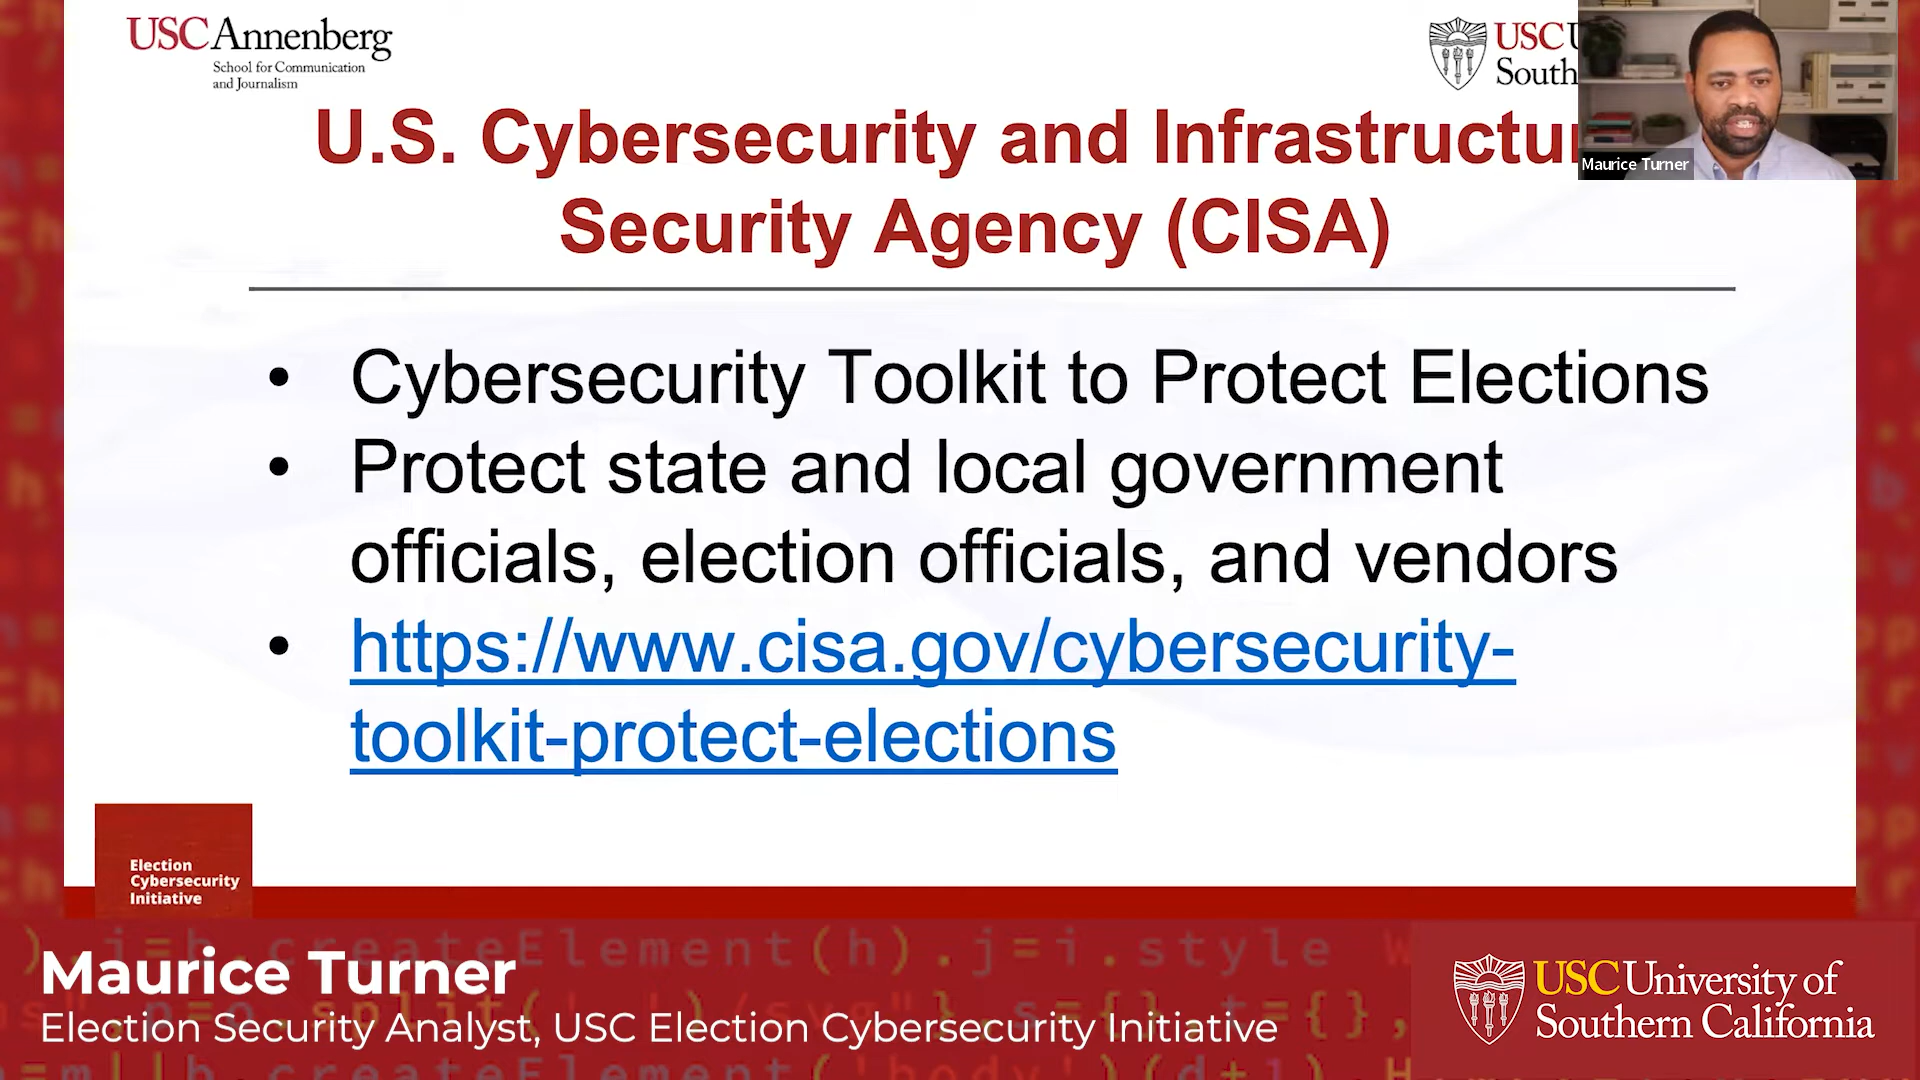 USC Annenberg
School for Communication
and Journalism
USC
South
U.S. Cybersecurity and Infrastructu
Security Agency (CISA)
Maurice Turner
• Cybersecurity Toolkit to Protect Elections
• Protect state and local government
officials, election officials, and vendors
• https://www.cisa.gov/cybersecurity-
toolkit-protect-elections
Election
Cybersecurity
Initiative
Maurice Turner
Election Security Analyst, USC Election Cybersecurity Initiative
USC University of
Southern California